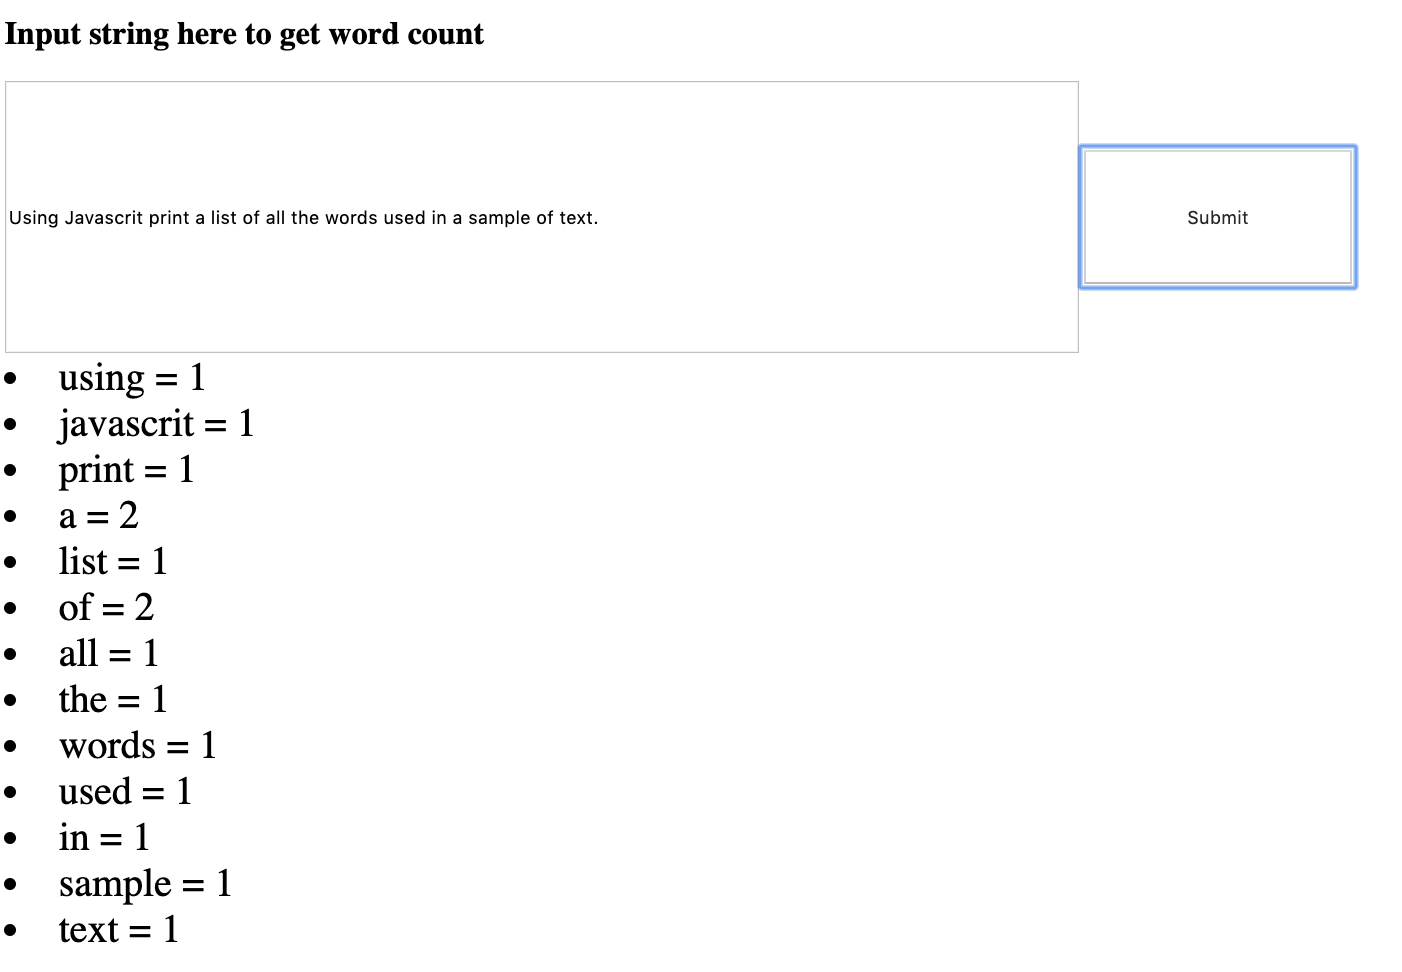 Input string here to get word count
Using Javascrit print a list of all the words used in a sample of text.
Submit
using = 1
javascrit = 1
print = 1
a = 2
list = 1
of = 2
all = 1
the = 1
words = 1
used = 1
in = 1
sample = 1
text = 1